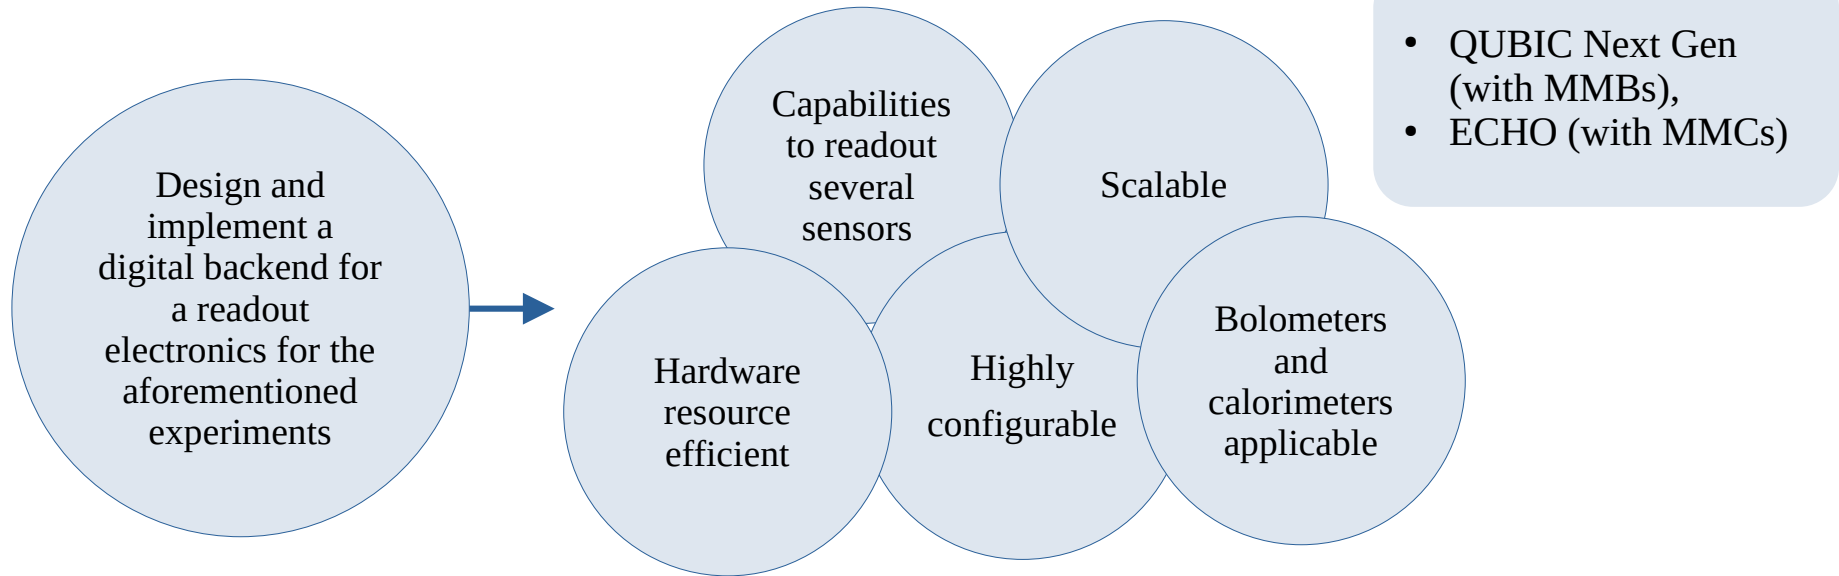 Design and
implement a
digital backend for
a readout
electronics for the
aforementioned
experiments
Capabilities
to readout
several
sensors
Scalable
Hardware
resource
efficient
Highly
configurable
Bolometers
and
calorimeters
applicable
• QUBIC Next Gen
(with MMBs),
• ECHO (with MMCs)